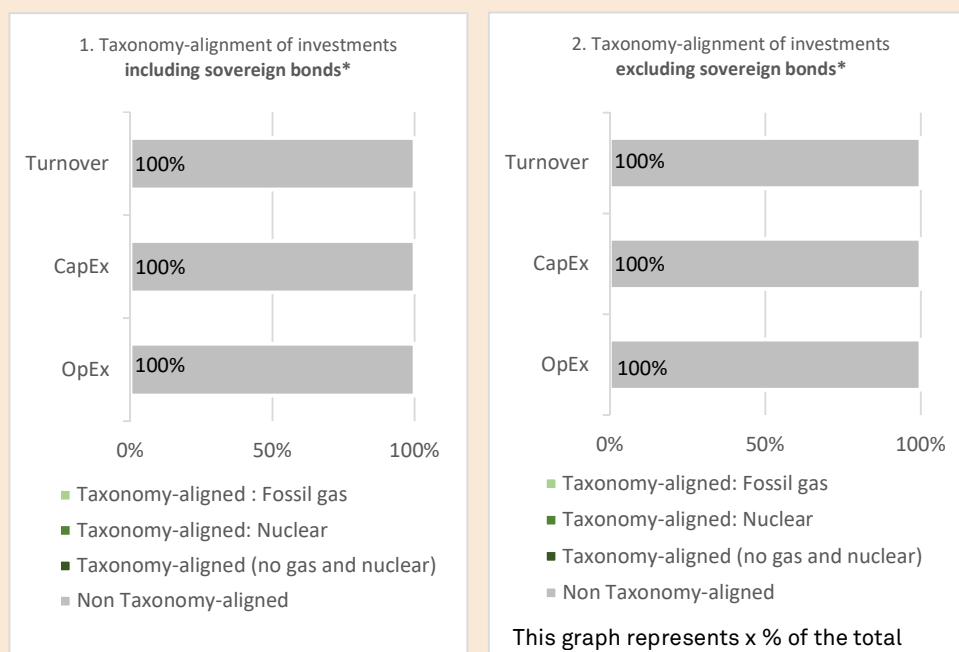 1. Taxonomy-alignment of investments
including sovereign bonds*
Turnover
100%
CapEx
100%
OpEx
100%
0%
50%
100%
Taxonomy-aligned : Fossil gas
Taxonomy-aligned: Nuclear
Taxonomy-aligned (no gas and nuclear)
Non Taxonomy-aligned
2. Taxonomy-alignment of investments
excluding sovereign bonds*
Turnover
100%
CapEx
100%
OpEx
100%
0%
50%
100%
Taxonomy-aligned: Fossil gas
Taxonomy-aligned: Nuclear
Taxonomy-aligned (no gas and nuclear)
Non Taxonomy-aligned
This graph represents x % of the total